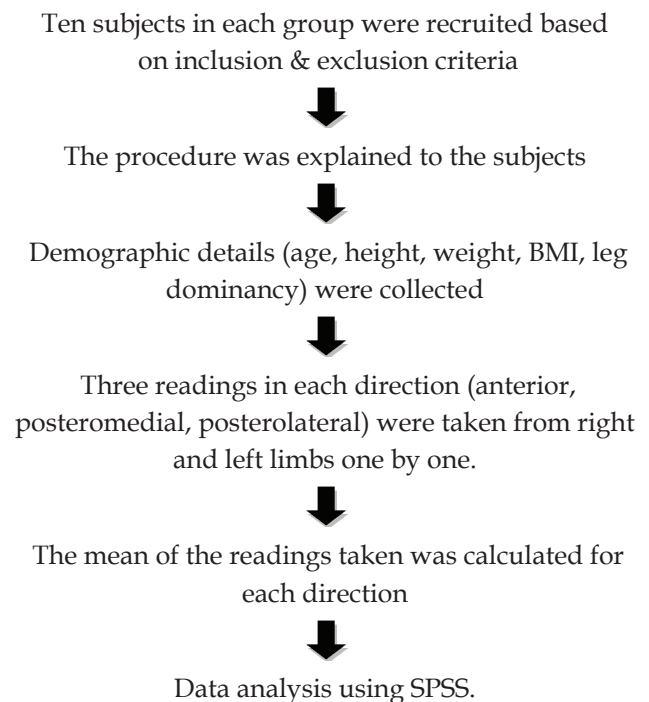 Ten subjects in each group were recruited based
on inclusion & exclusion criteria
The procedure was explained to the subjects
Demographic details (age, height, weight, BMI, leg
dominancy) were collected
Three readings in each direction (anterior,
posteromedial, posterolateral) were taken from right
and left limbs one by one.
The mean of the readings taken was calculated for
each direction
Data analysis using SPSS.